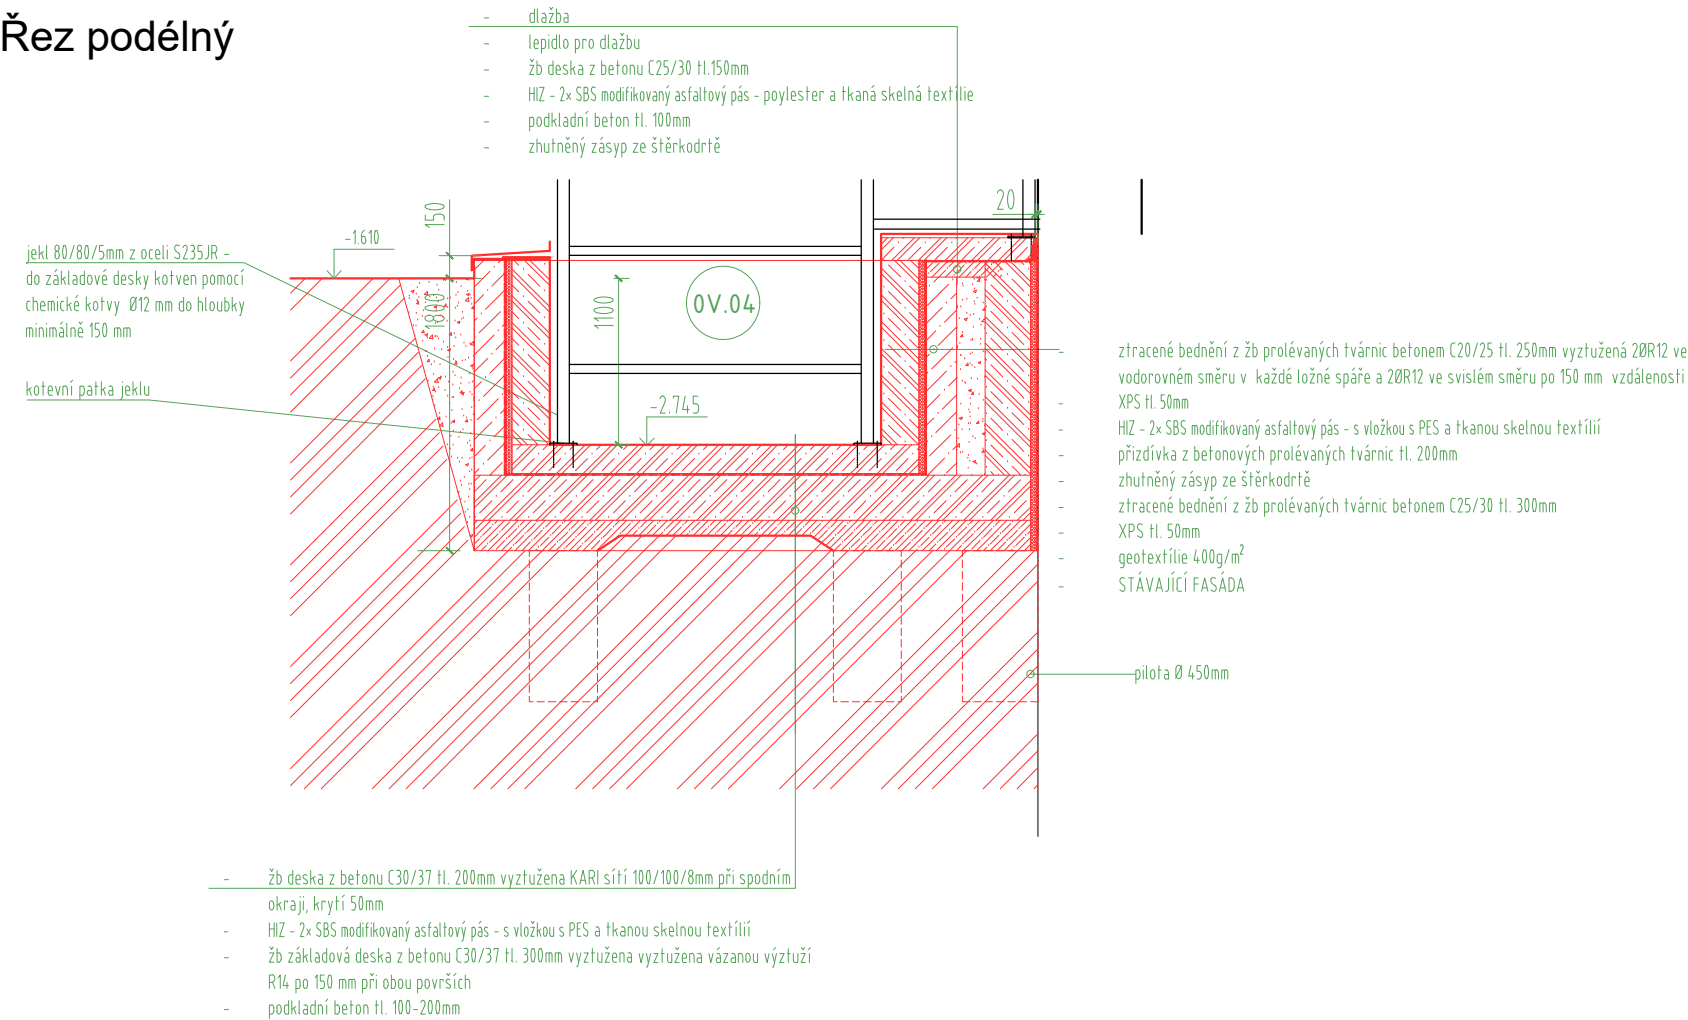 Řez podélný
- dlažba
- lepidlo pro dlažbu
- žb deska z betonu C25/30 tl.150mm
- HIZ - 2x SBS modifikovaný asfaltový pás - poylester a tkaná skelná textílie
- podkladní beton tl. 100mm
- zhutněný zásyp ze štěrkodrtě
20
150
-1.610
jekl 80/80/5mm z oceli S235JR -
do základové desky kotven pomocí
chemické kotvy Ø12 mm do hloubky
minimálně 150 mm
kotevní patka jeklu
1800
1100
0V.04
-2.745
- ztracené bednění z žb prolévaných tvárnic betonem C20/25 tl. 250mm vyztužená 2ØR12 ve
vodorovném směru v každé ložné spáře a 2ØR12 ve svislém směru po 150 mm vzdálenosti
- XPS tl. 50mm
- HIZ - 2x SBS modifikovaný asfaltový pás - s vložkou s PES a tkanou skelnou textílií
- přizdívka z betonových prolévaných tvárnic tl. 200mm
- zhutněný zásyp ze štěrkodrtě
- ztracené bednění z žb prolévaných tvárnic betonem C25/30 tl. 300mm
- XPS tl. 50mm
- geotextílie 400g/m²
- STÁVAJÍCÍ FASÁDA
pilota Ø 450mm
- žb deska z betonu C30/37 tl. 200mm vyztužena KARI sítí 100/100/8mm při spodním
okraji, krytí 50mm
- HIZ - 2x SBS modifikovaný asfaltový pás - s vložkou s PES a tkanou skelnou textílií
- žb základová deska z betonu C30/37 tl. 300mm vyztužena vyztužena vázanou výztuží
R14 po 150 mm při obou površích
- podkladní beton tl. 100-200mm